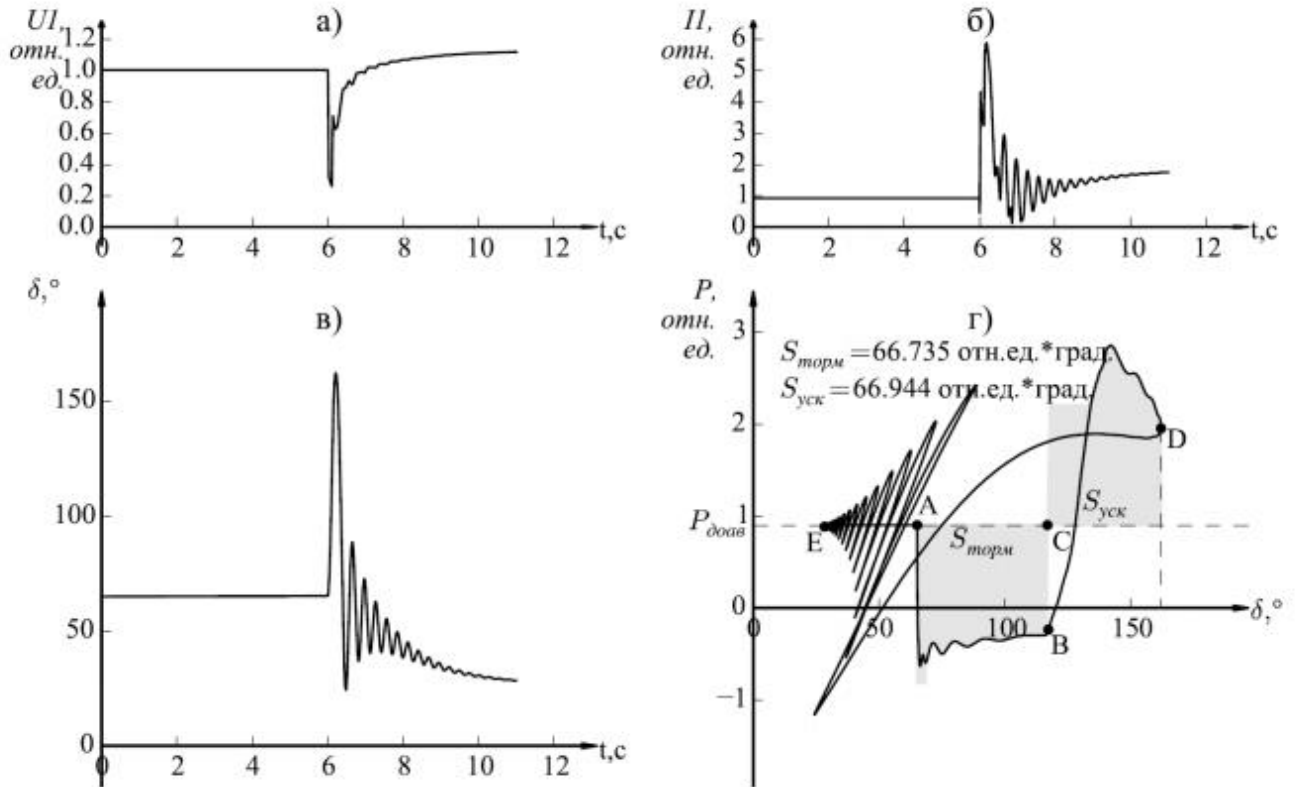 U1,
отн.
ед.
а)
1.2
1.0
0.8
0.6
0.4
0.2
0.0
0 2 4 6 8 10 12 t,c
I1,
отн.
ед.
б)
6
5
4
3
2
1
0
0 2 4 6 8 10 12 t,c
δ,°
в)
150
100
50
0
0 2 4 6 8 10 12 t,c
P,
отн.
ед.
г)
Sторм=66.735 отн.ед.*град.
Sуск=66.944 отн.ед.*град.
3
2
Pдоав
0
−1
A
B
C
D
E
Sторм
Sуск
0 50 100 150 δ,°